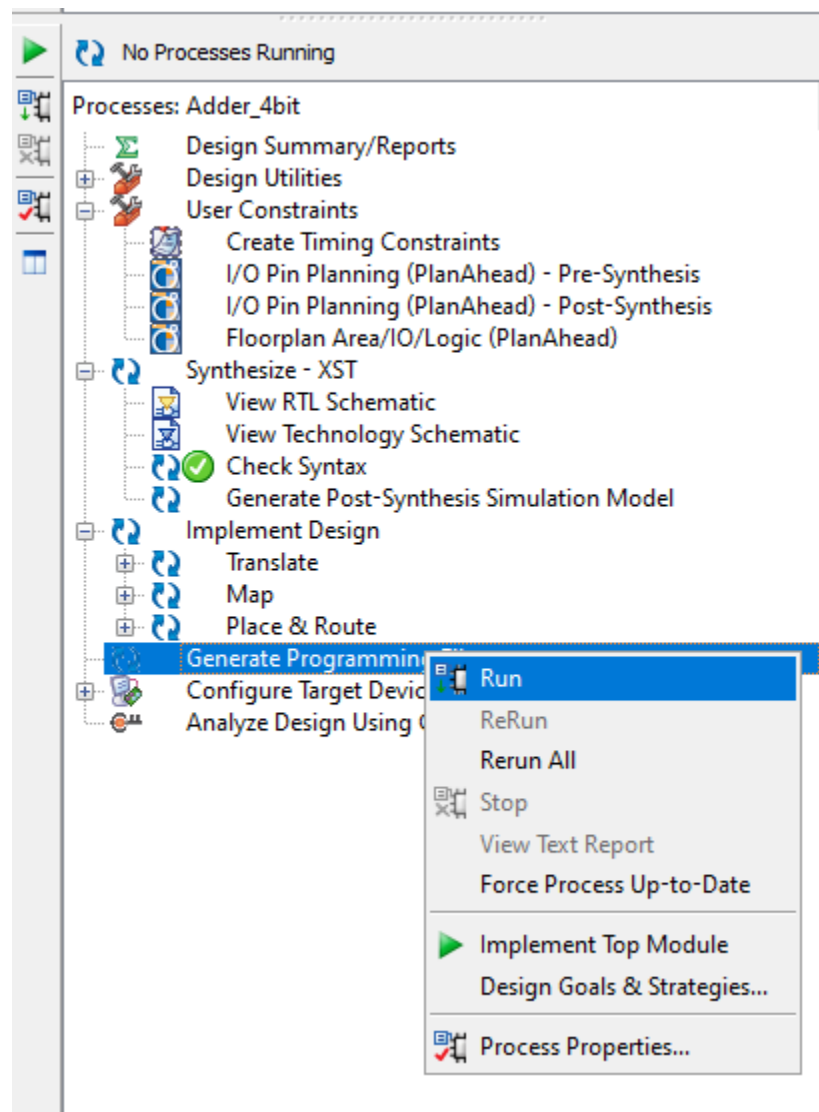 No Processes Running
Processes: Adder_4bit
Design Summary/Reports
Design Utilities
User Constraints
Create Timing Constraints
I/O Pin Planning (PlanAhead) - Pre-Synthesis
I/O Pin Planning (PlanAhead) - Post-Synthesis
Floorplan Area/IO/Logic (PlanAhead)
Synthesize - XST
View RTL Schematic
View Technology Schematic
Check Syntax
Generate Post-Synthesis Simulation Model
Implement Design
Translate
Map
Place & Route
Generate Programming
Configure Target
Analyze Design Using
Run
ReRun
Rerun All
Stop
View Text Report
Force Process Up-to-Date
Implement Top Module
Design Goals & Strategies...
Process Properties...